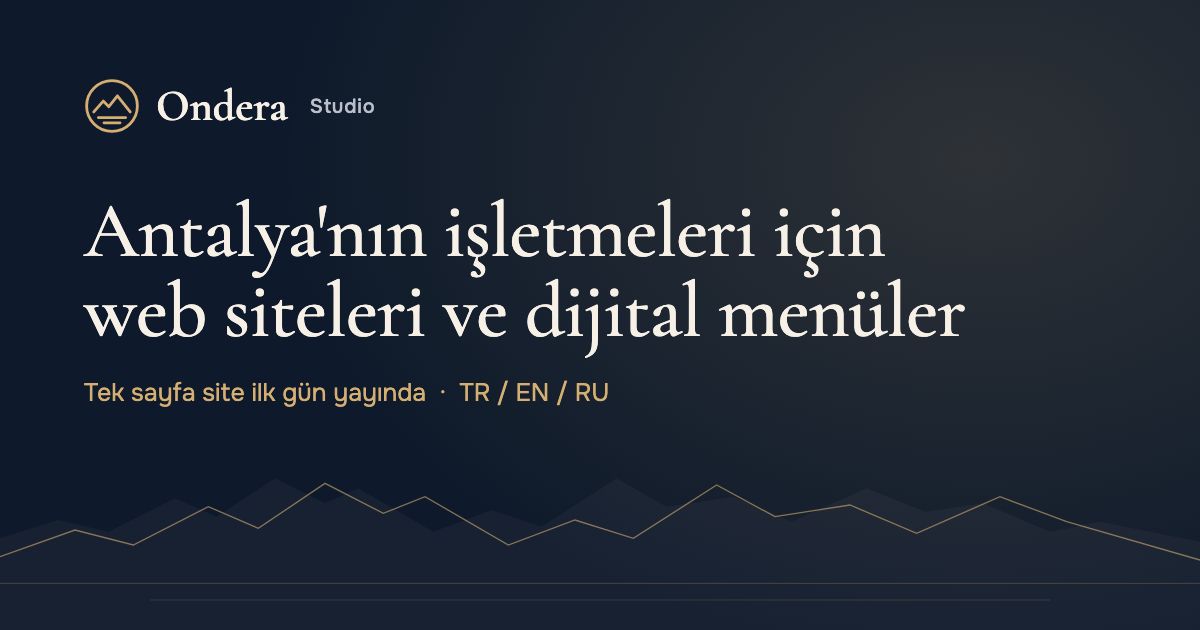 Ondera Studio
Antalya'nın işletmeleri için
web siteleri ve dijital menüler
Tek sayfa site ilk gün yayında · TR / EN / RU